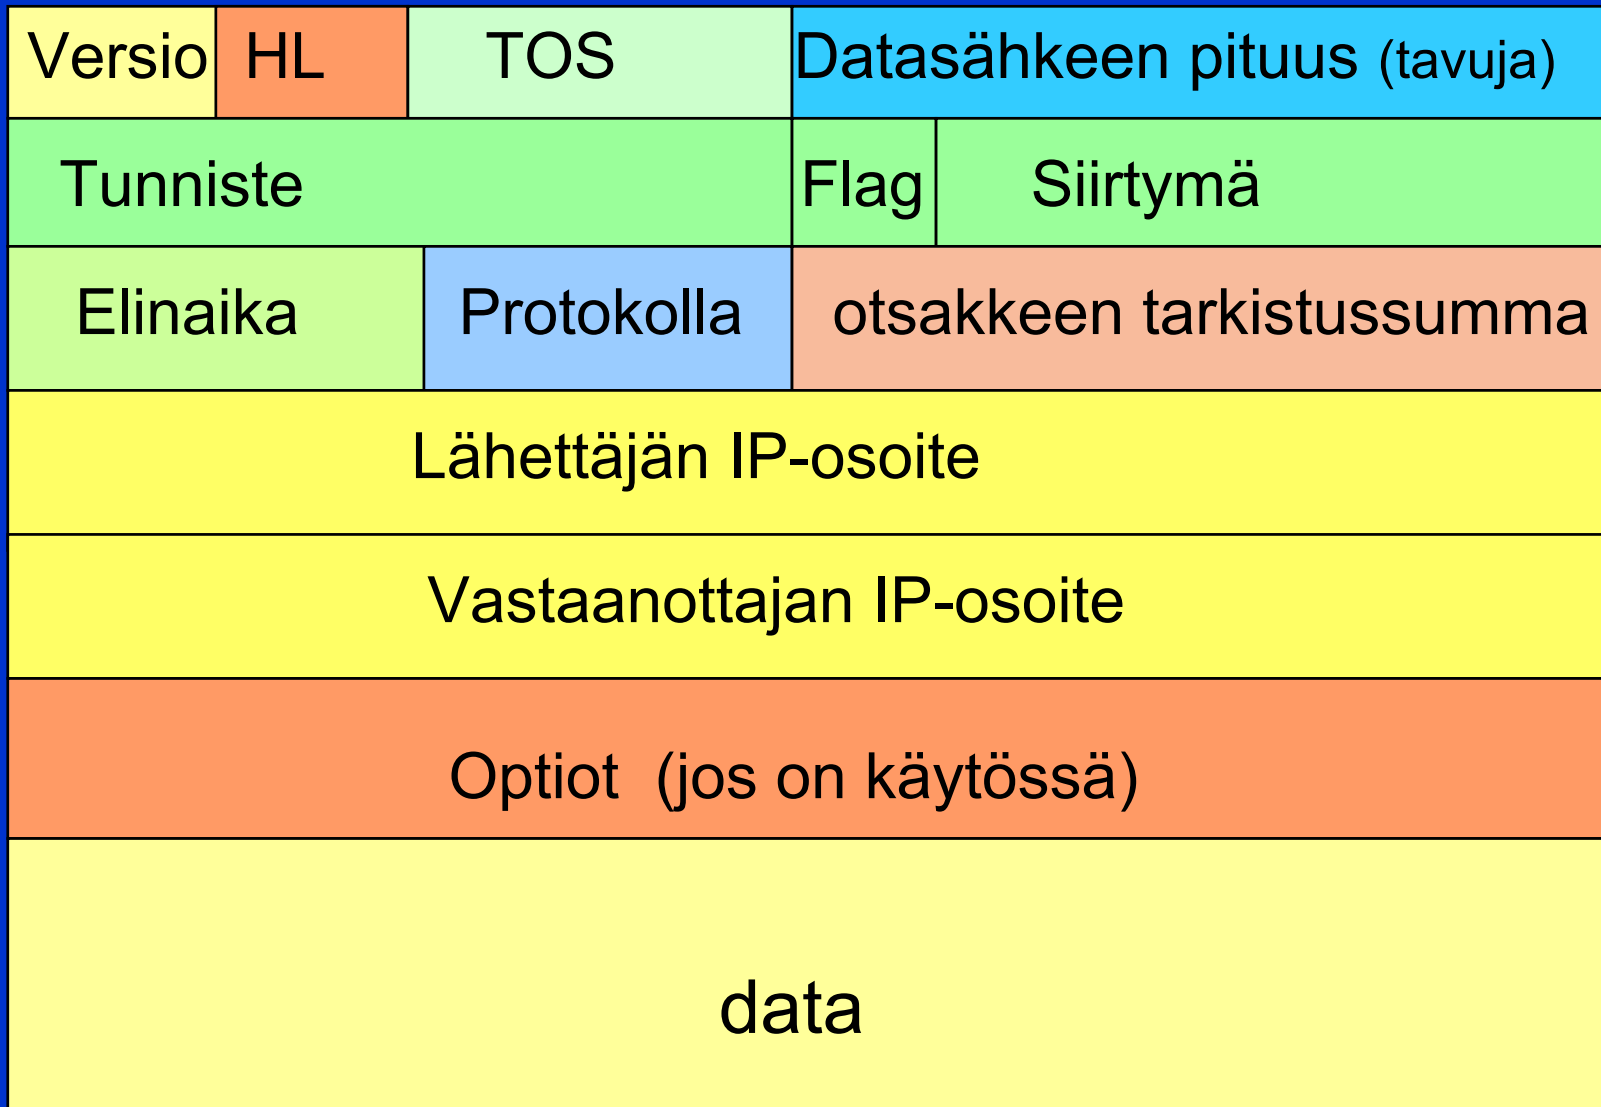 Versio HL TOS Datasähkeen pituus (tavuja)
Tunniste Flag Siirtymä
Elinaika Protokolla otsakkeen tarkistussumma
Lähettäjän IP-osoite
Vastaanottajan IP-osoite
Optiot (jos on käytössä)
data